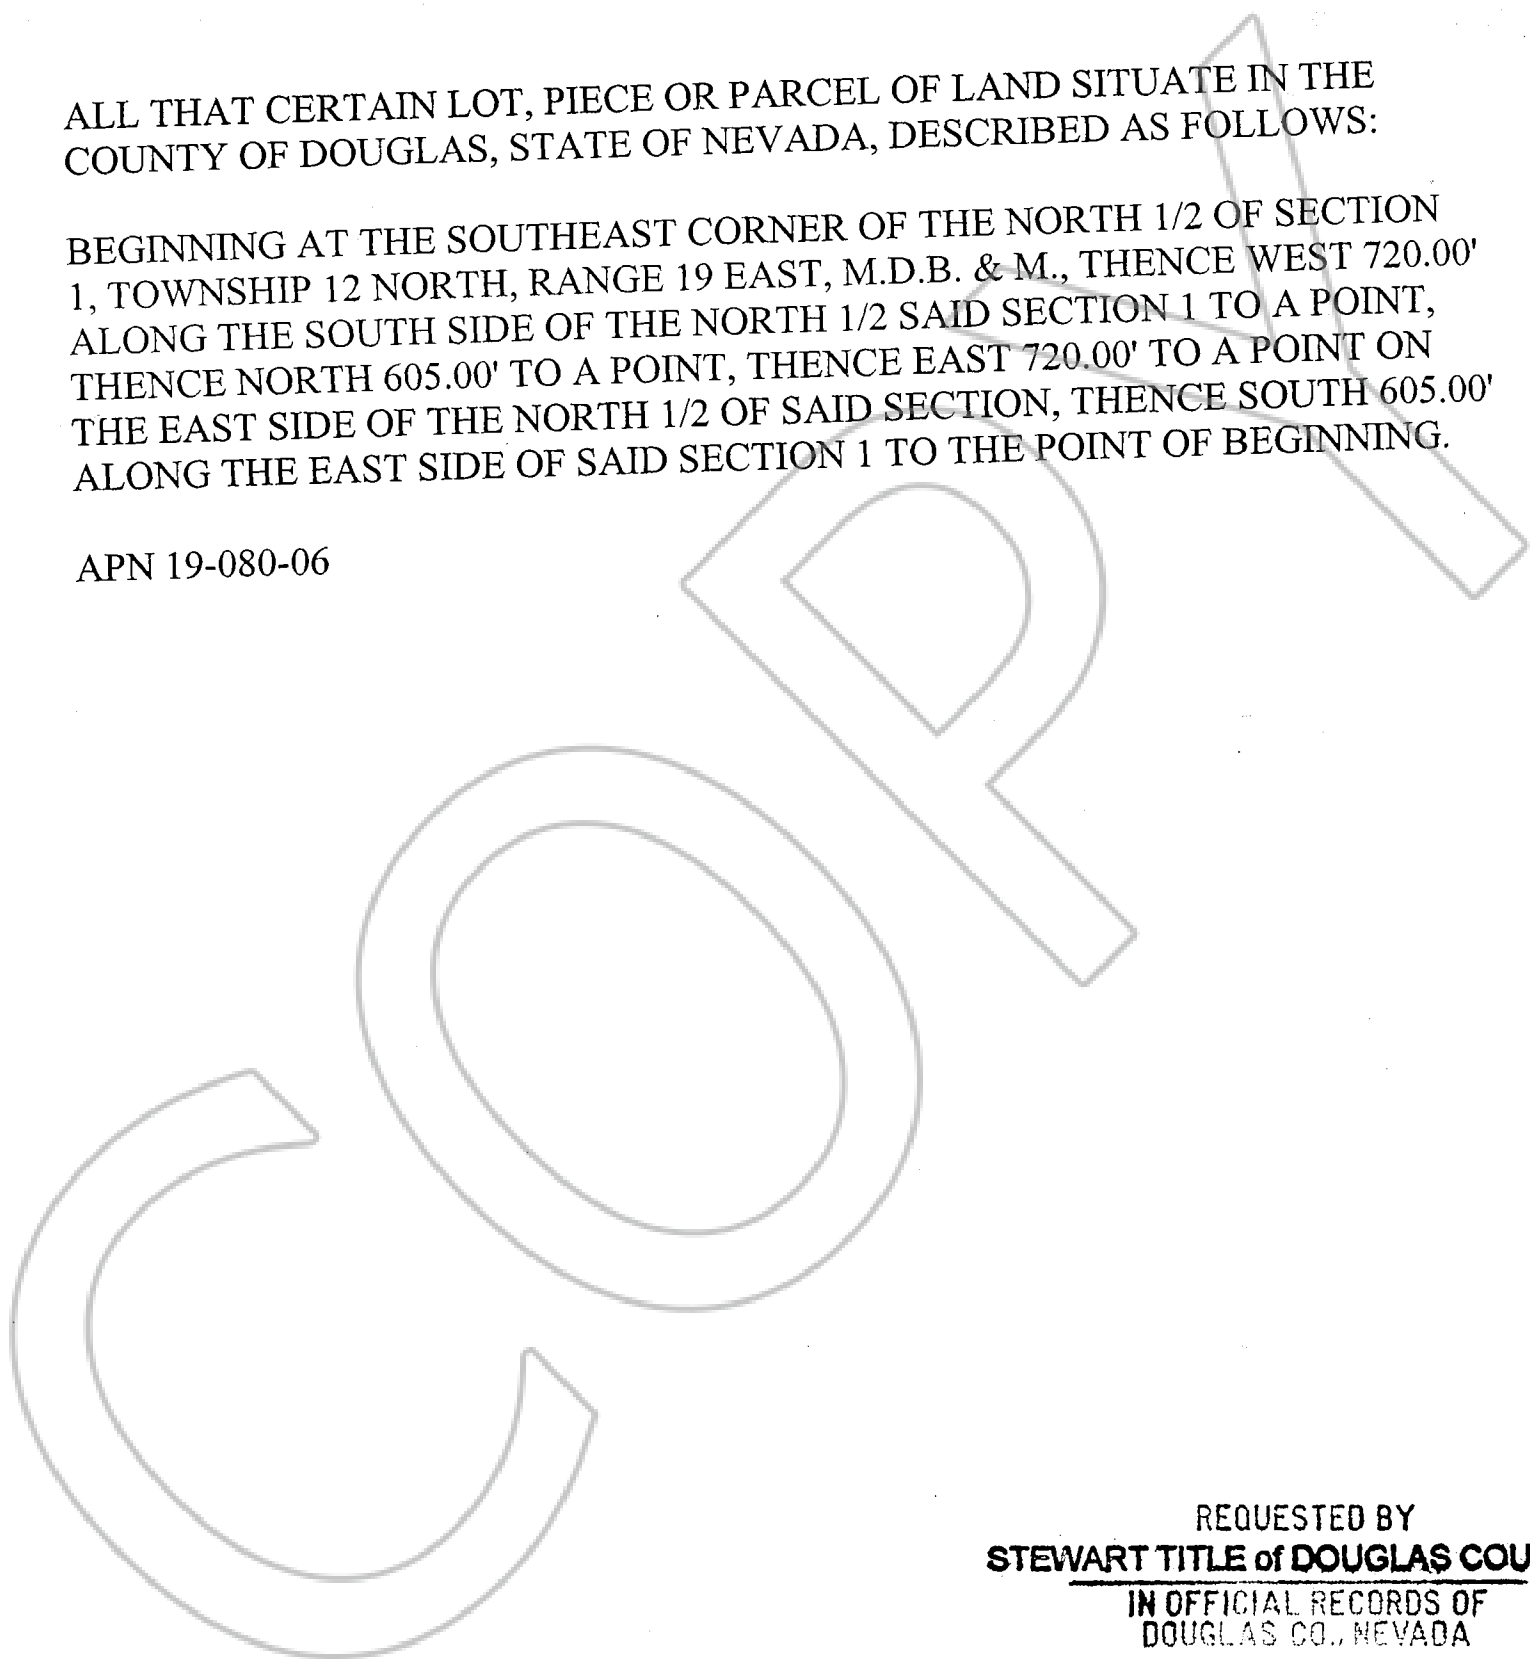 ALL THAT CERTAIN LOT, PIECE OR PARCEL OF LAND SITUATE IN THE
COUNTY OF DOUGLAS, STATE OF NEVADA, DESCRIBED AS FOLLOWS:
BEGINNING AT THE SOUTHEAST CORNER OF THE NORTH 1/2 OF SECTION
1, TOWNSHIP 12 NORTH, RANGE 19 EAST, M.D.B. & M., THENCE WEST 720.00'
ALONG THE SOUTH SIDE OF THE NORTH 1/2 SAID SECTION 1 TO A POINT,
THENCE NORTH 605.00' TO A POINT, THENCE EAST 720.00' TO A POINT ON
THE EAST SIDE OF THE NORTH 1/2 OF SAID SECTION, THENCE SOUTH 605.00'
ALONG THE EAST SIDE OF SAID SECTION 1 TO THE POINT OF BEGINNING.
APN 19-080-06
COPY
REQUESTED BY
STEWART TITLE of DOUGLAS COU
IN OFFICIAL RECORDS OF
DOUGLAS CO., NEVADA